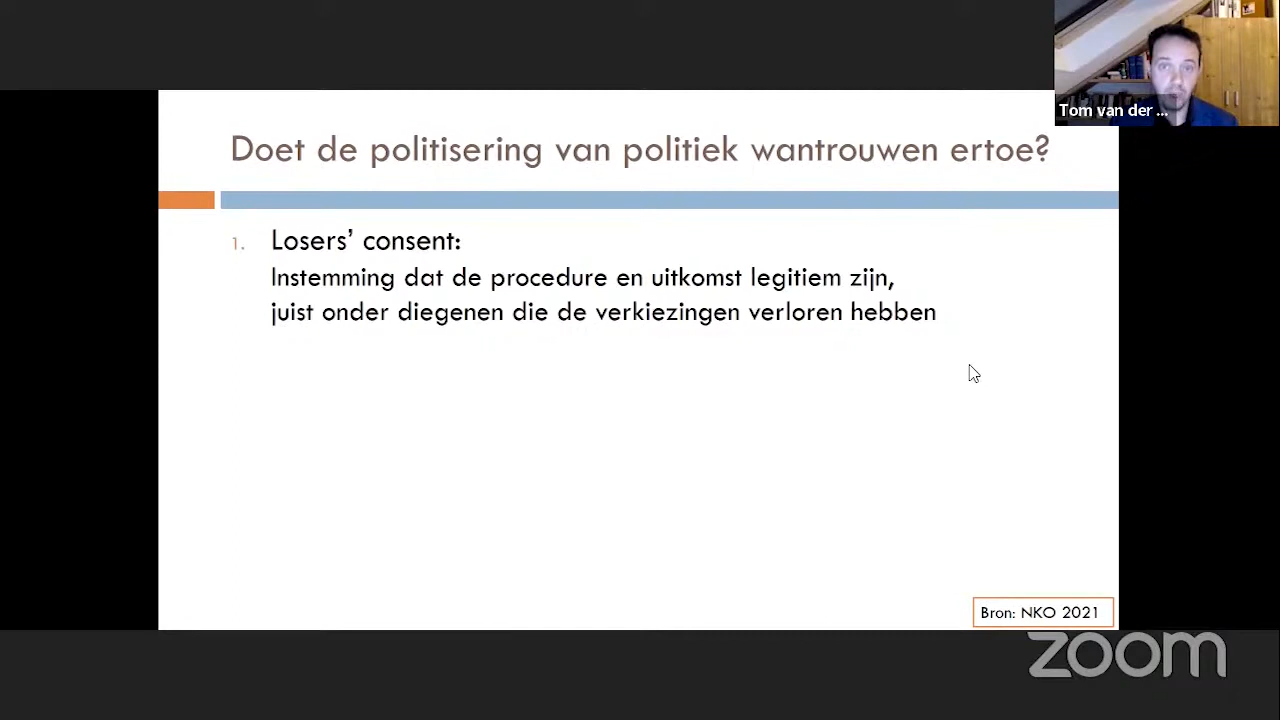 Tom van der ...
Doet de politisering van politiek wantrouwen ertoe?
1. Losers’ consent:
Instemming dat de procedure en uitkomst legitiem zijn,
juist onder diegenen die de verkiezingen verloren hebben
Bron: NKO 2021
zoom